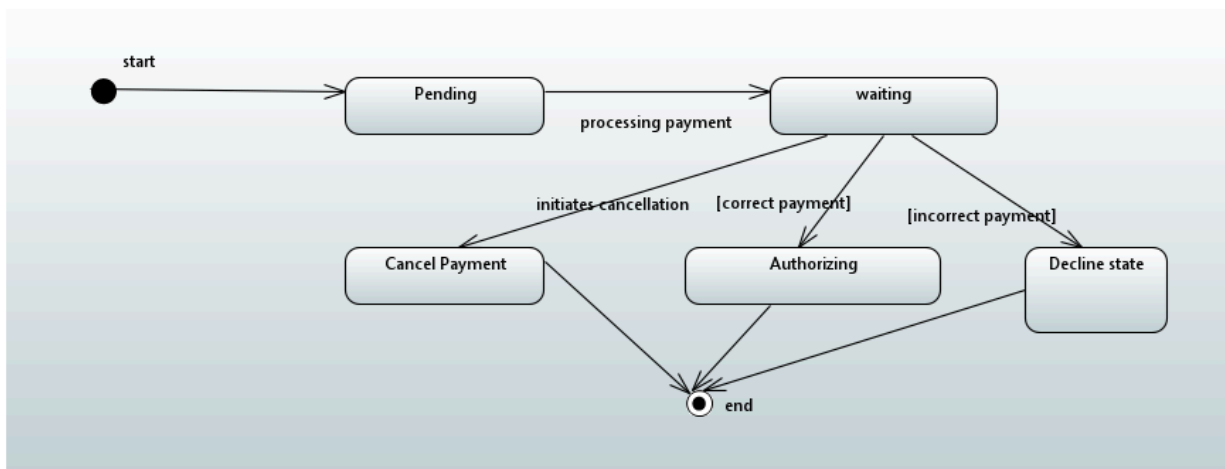 start
Pending
waiting
processing payment
initiates cancellation
[correct payment]
[incorrect payment]
Cancel Payment
Authorizing
Decline state
end